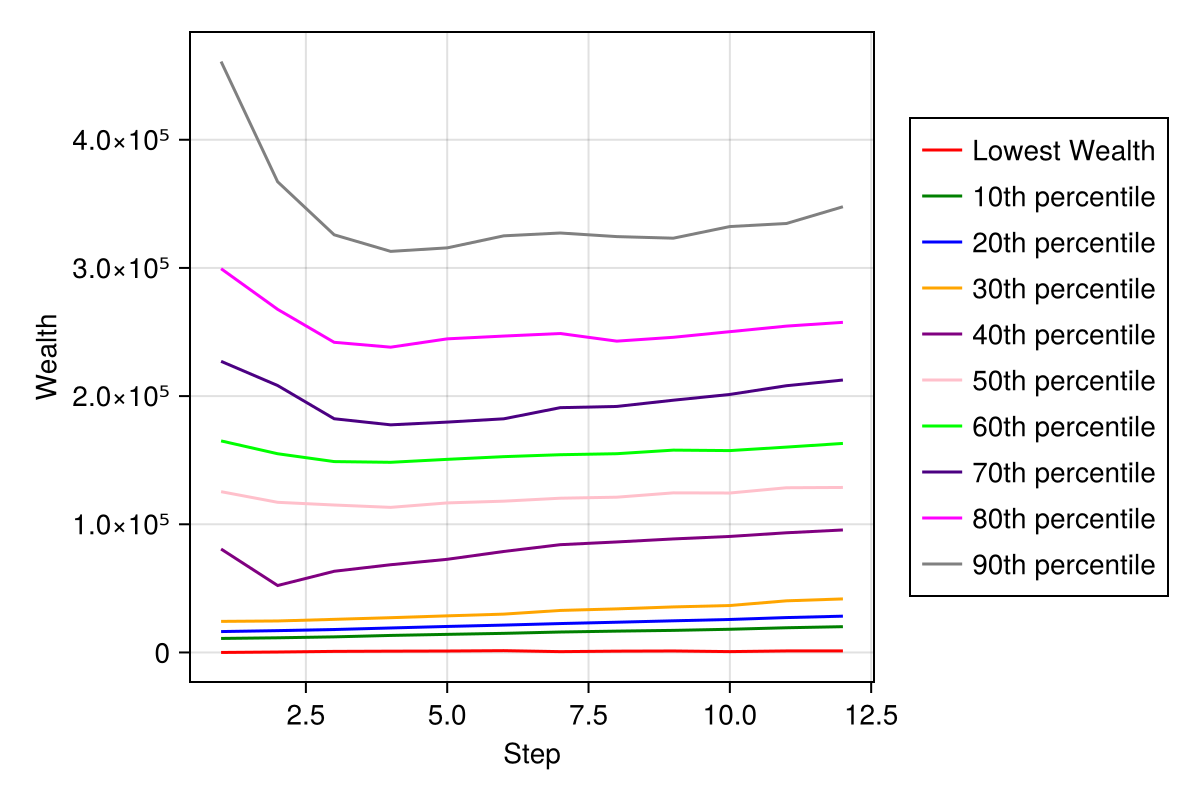 Wealth
4.0×10⁵
3.0×10⁵
2.0×10⁵
1.0×10⁵
0
2.5
5.0
7.5
10.0
12.5
Step
Lowest Wealth
10th percentile
20th percentile
30th percentile
40th percentile
50th percentile
60th percentile
70th percentile
80th percentile
90th percentile